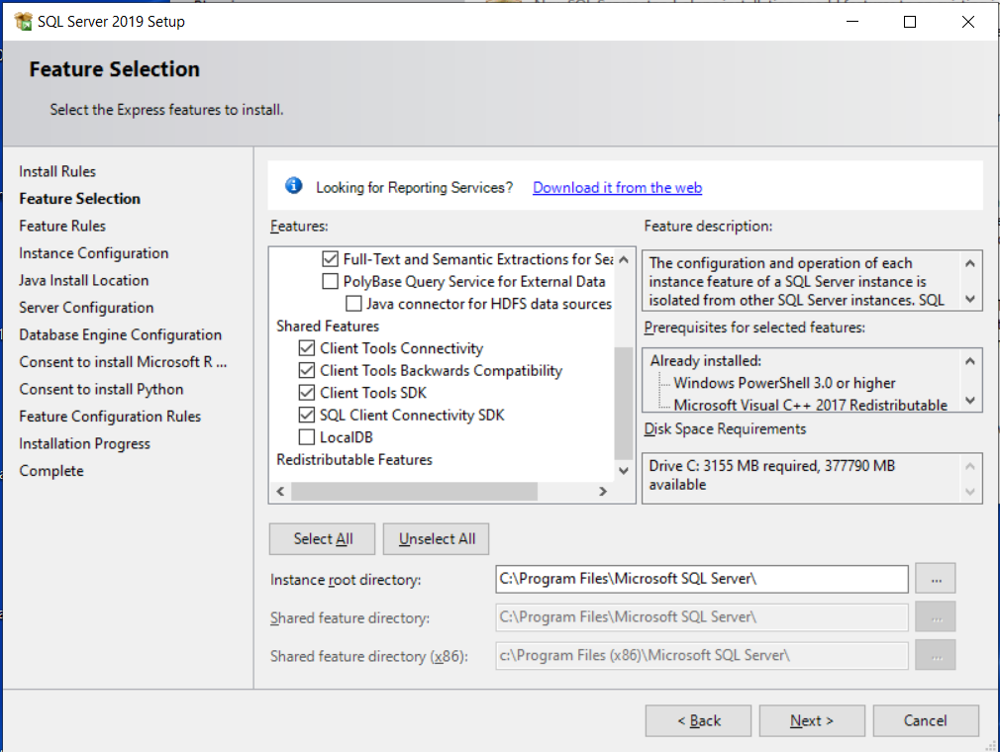 SQL Server 2019 Setup
Feature Selection
Select the Express features to install.
Install Rules
Feature Selection
Feature Rules
Instance Configuration
Java Install Location
Server Configuration
Database Engine Configuration
Consent to install Microsoft R ...
Consent to install Python
Feature Configuration Rules
Installation Progress
Complete
Looking for Reporting Services? Download it from the web
Features:
Full-Text and Semantic Extractions for Sea
PolyBase Query Service for External Data
Java connector for HDFS data sources
Shared Features
Client Tools Connectivity
Client Tools Backwards Compatibility
Client Tools SDK
SQL Client Connectivity SDK
LocalDB
Redistributable Features
Feature description:
The configuration and operation of each
instance feature of a SQL Server instance is
isolated from other SQL Server instances. SQL
Prerequisites for selected features:
Already installed:
Windows PowerShell 3.0 or higher
Microsoft Visual C++ 2017 Redistributable
Disk Space Requirements
Drive C: 3155 MB required, 377790 MB
available
Select All
Unselect All
Instance root directory:
C:\Program Files\Microsoft SQL Server\
...
Shared feature directory:
C:\Program Files\Microsoft SQL Server\
...
Shared feature directory (x86):
c:\Program Files (x86)\Microsoft SQL Server\
...
< Back
Next >
Cancel